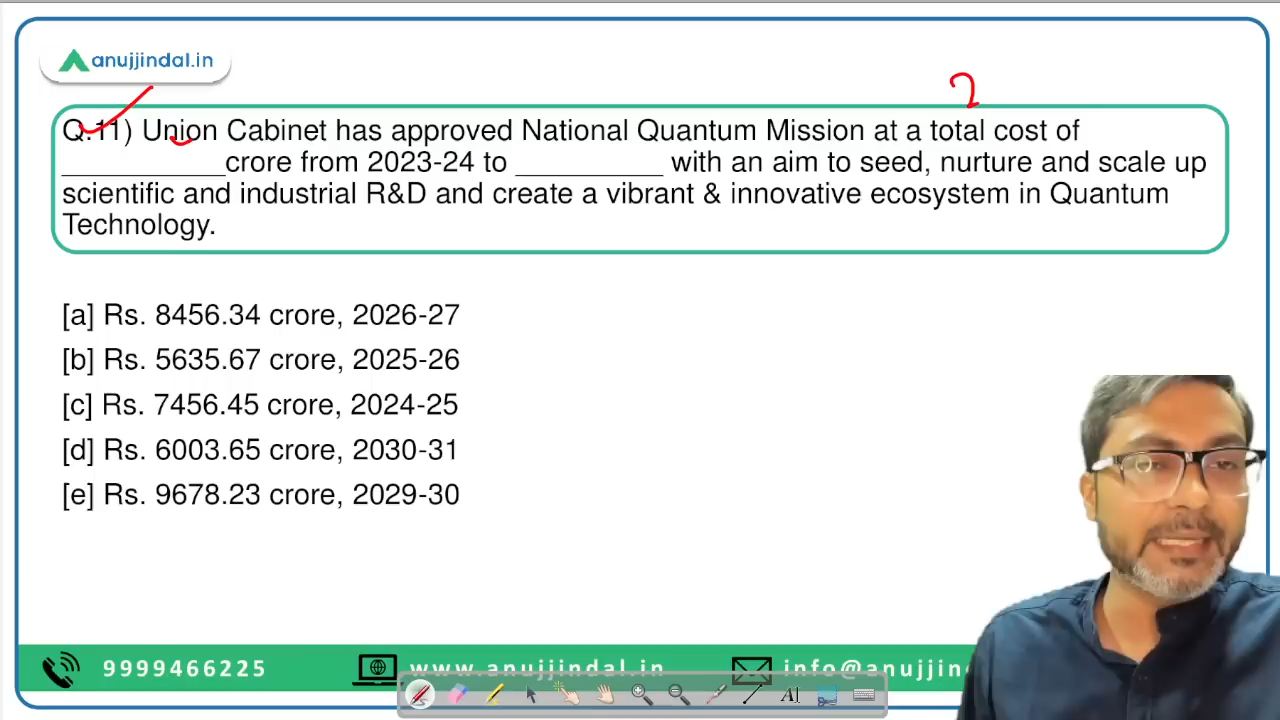 anujjindal.in
2
Q.11) Union Cabinet has approved National Quantum Mission at a total cost of
___________crore from 2023-24 to __________ with an aim to seed, nurture and scale up
scientific and industrial R&D and create a vibrant & innovative ecosystem in Quantum
Technology.
[a] Rs. 8456.34 crore, 2026-27
[b] Rs. 5635.67 crore, 2025-26
[c] Rs. 7456.45 crore, 2024-25
[d] Rs. 6003.65 crore, 2030-31
[e] Rs. 9678.23 crore, 2029-30
9999466225 www.anujjindal.in info@anujjin